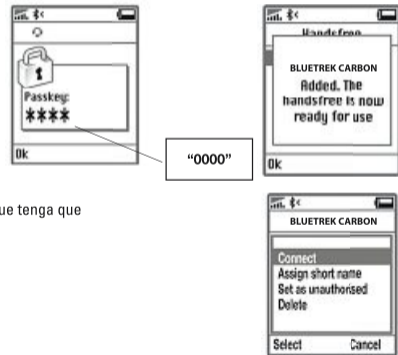 Passkey:
****
Ok
"0000"
Handsfree
BLUETREK CARBON
Added. The
handsfree is now
ready for use
Ok
ue tenga que
BLUETREK CARBON
Connect
Assign short name
Set as unauthorised
Delete
Select Cancel